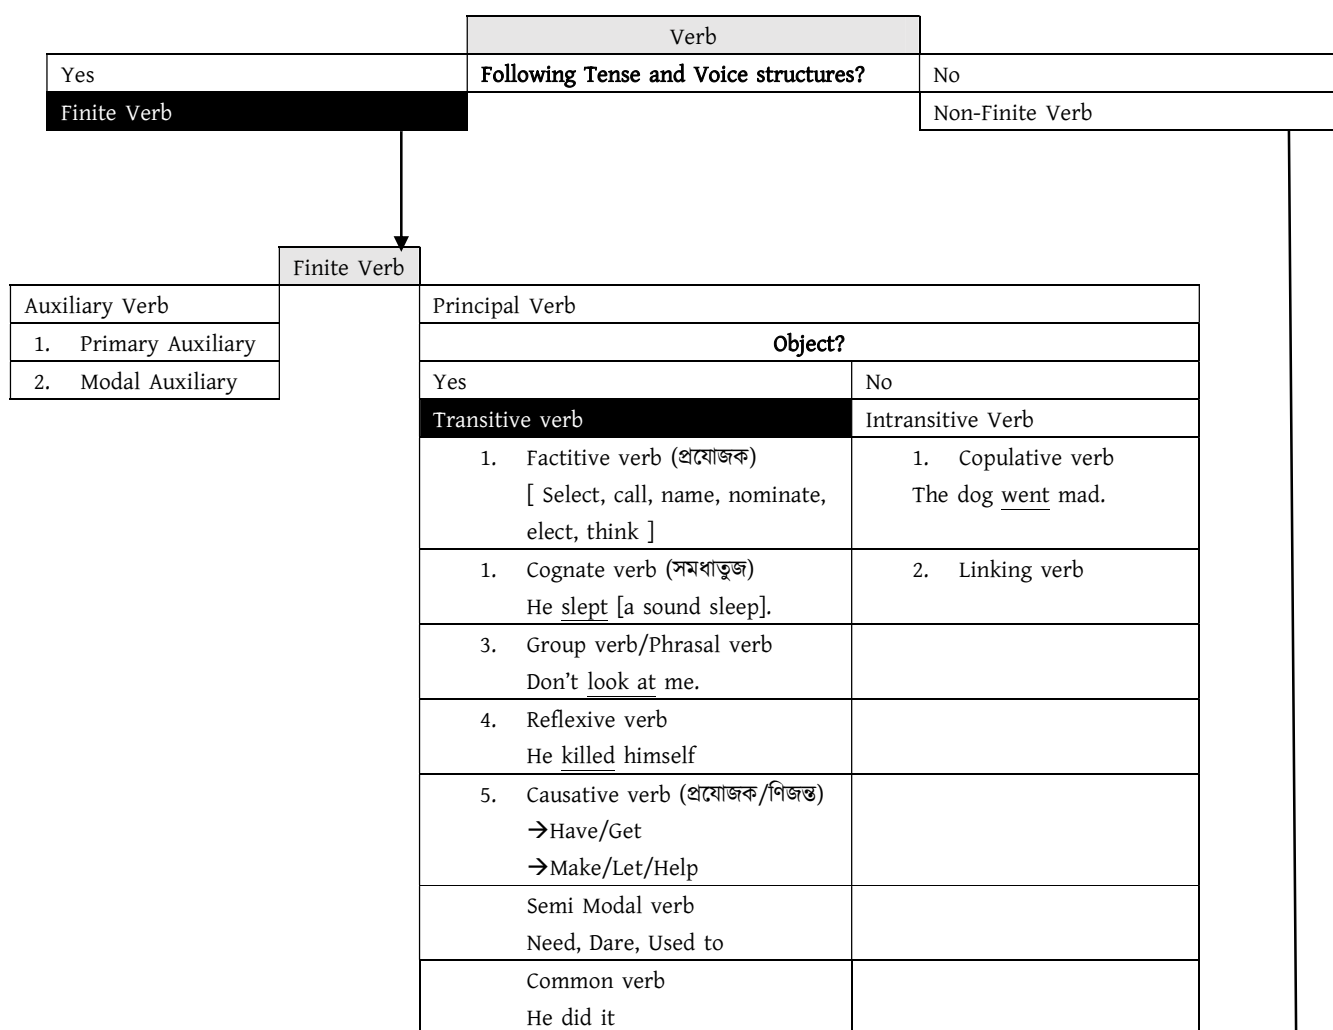 Verb
Yes
Following Tense and Voice structures?
No
Finite Verb
Non-Finite Verb
Finite Verb
Auxiliary Verb
1. Primary Auxiliary
2. Modal Auxiliary
Principal Verb
Object?
Yes
No
Transitive verb
Intransitive Verb
1. Factitive verb (প্রযোজক)
[ Select, call, name, nominate,
elect, think ]
1. Copulative verb
The dog went mad.
1. Cognate verb (সমধাতুজ)
He slept [a sound sleep].
2. Linking verb
3. Group verb/Phrasal verb
Don’t look at me.
4. Reflexive verb
He killed himself
5. Causative verb (প্রযোজক/ণিজন্ত)
→Have/Get
→Make/Let/Help
Semi Modal verb
Need, Dare, Used to
Common verb
He did it